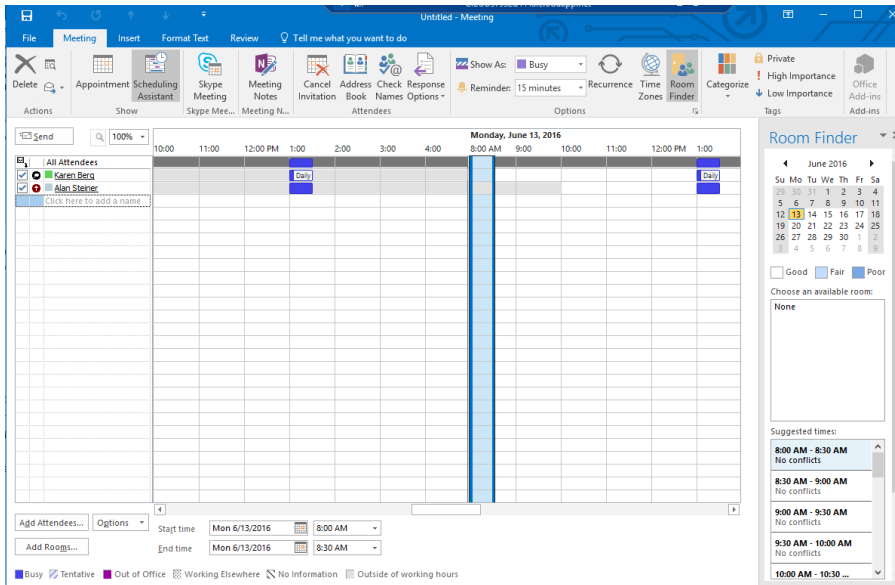 Untitled - Meeting
File Meeting Insert Format Text Review Tell me what you want to do
Delete
Actions
Appointment Scheduling Assistant
Show
Skype Meeting
Skype Mee...
Meeting Notes
Meeting N...
Cancel Invitation Address Book Check Names Response Options
Attendees
Show As: Busy
Reminder: 15 minutes
Recurrence Time Zones Room Finder
Options
Categorize
Private
High Importance
Low Importance
Tags
Office Add-ins
Add-ins
Send 100%
Monday, June 13, 2016
10:00 11:00 12:00 PM 1:00 2:00 3:00 4:00 8:00 AM 9:00 10:00 11:00 12:00 PM 1:00
All Attendees
Karen Berg Daily Daily
Alan Steiner
Click here to add a name
Add Attendees... Options
Add Rooms...
Start time Mon 6/13/2016 8:00 AM
End time Mon 6/13/2016 8:30 AM
Busy Tentative Out of Office Working Elsewhere No Information Outside of working hours
Room Finder
June 2016
Su Mo Tu We Th Fr Sa
29 30 31 1 2 3 4
5 6 7 8 9 10 11
12 13 14 15 16 17 18
19 20 21 22 23 24 25
26 27 28 29 30 1 2
3 4 5 6 7 8 9
Good Fair Poor
Choose an available room:
None
Suggested times:
8:00 AM - 8:30 AM
No conflicts
8:30 AM - 9:00 AM
No conflicts
9:00 AM - 9:30 AM
No conflicts
9:30 AM - 10:00 AM
No conflicts
10:00 AM - 10:30 ...